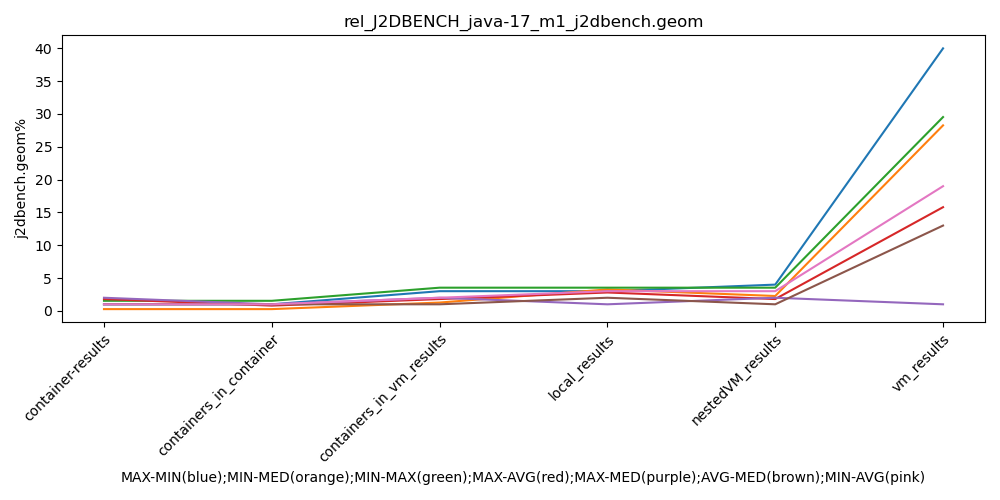 rel_J2DBENCH_java-17_m1_j2dbench.geom
j2dbench.geom%
40
35
30
25
20
15
10
5
0
container-results
containers_in_container
containers_in_vm_results
local_results
nestedVM_results
vm_results
MAX-MIN(blue);MIN-MED(orange);MIN-MAX(green);MAX-AVG(red);MAX-MED(purple);AVG-MED(brown);MIN-AVG(pink)